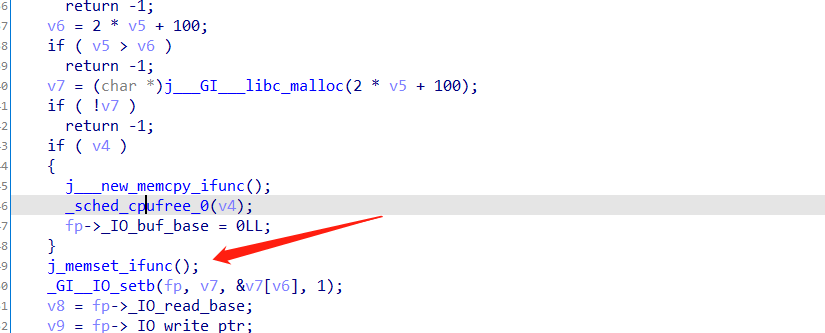 6 return -1;
7 v6 = 2 * v5 + 100;
8 if ( v5 > v6 )
9 return -1;
0 v7 = (char *)j___GI___libc_malloc(2 * v5 + 100);
1 if ( !v7 )
2 return -1;
3 if ( v4 )
4 {
5 j___new_memcpy_ifunc();
6 _sched_cpufree_0(v4);
7 fp->_IO_buf_base = 0LL;
8 }
9 j_memset_ifunc();
0 _GI__IO_setb(fp, v7, &v7[v6], 1);
1 v8 = fp->_IO_read_base;
2 v9 = fp->_IO_write_ptr;